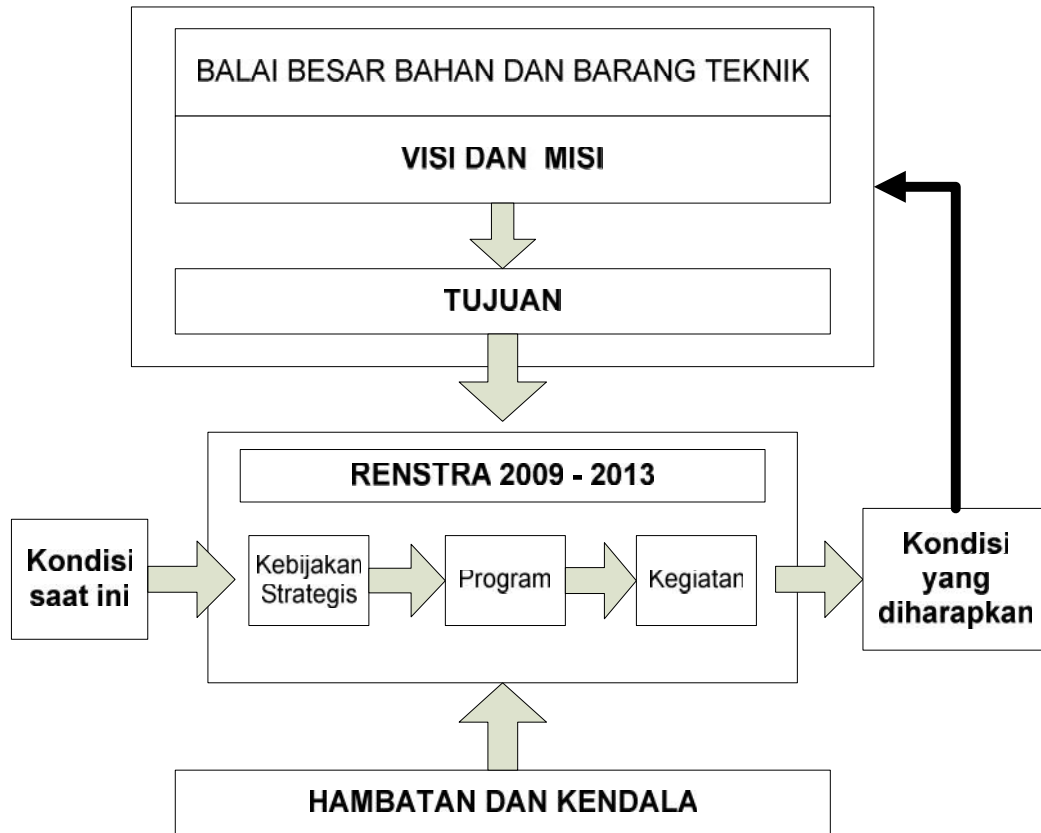 BALAI BESAR BAHAN DAN BARANG TEKNIK
VISI DAN MISI
TUJUAN
RENSTRA 2009 - 2013
Kondisi
saat ini
Kebijakan
Strategis
Program
Kegiatan
Kondisi
yang
diharapkan
HAMBATAN DAN KENDALA